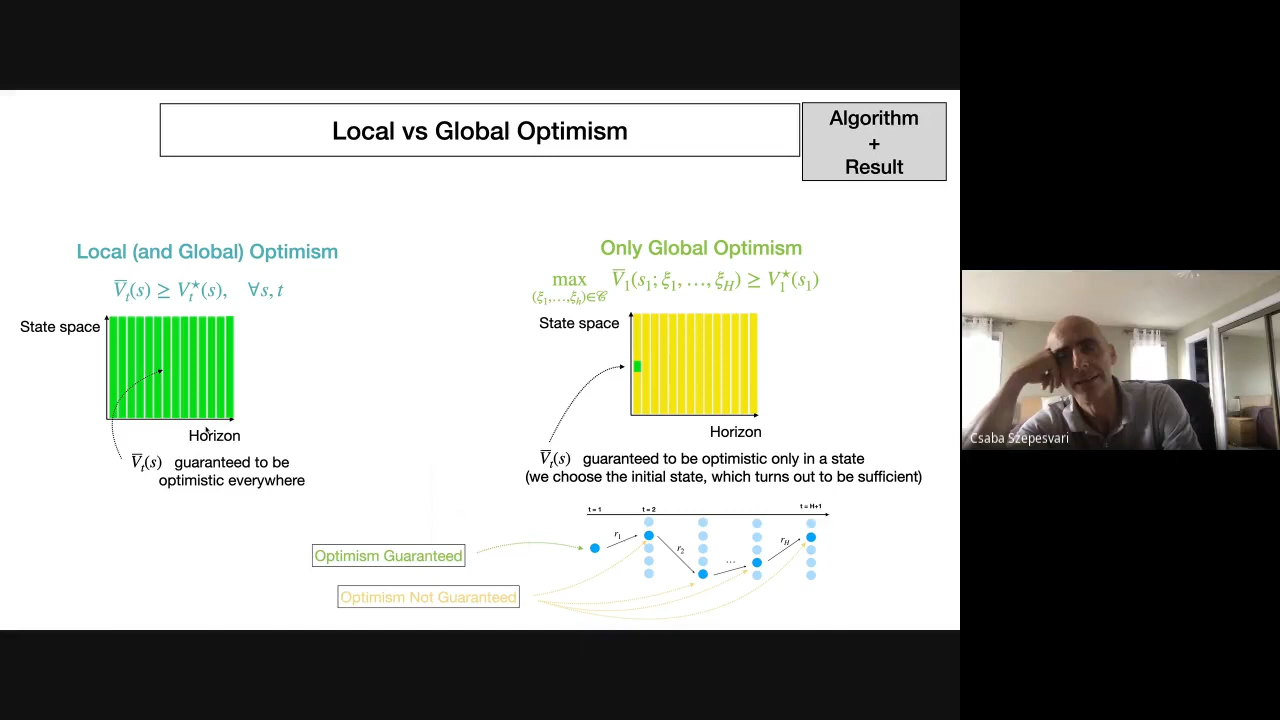 Local vs Global Optimism
Algorithm
+
Result
Local (and Global) Optimism
V̅ₜ(s) ≥ Vₜ⋆(s), ∀s, t
State space
Horizon
V̅ₜ(s) guaranteed to be
optimistic everywhere
Only Global Optimism
max V̅₁(s₁; ξ₁, …, ξ_H) ≥ V₁⋆(s₁)
(ξ₁,…,ξₕ)∈𝒞
State space
Horizon
V̅ₜ(s) guaranteed to be optimistic only in a state
(we choose the initial state, which turns out to be sufficient)
t = 1 t = 2 t = H+1
r₁ r₂ … r_H
Optimism Guaranteed
Optimism Not Guaranteed
Csaba Szepesvari